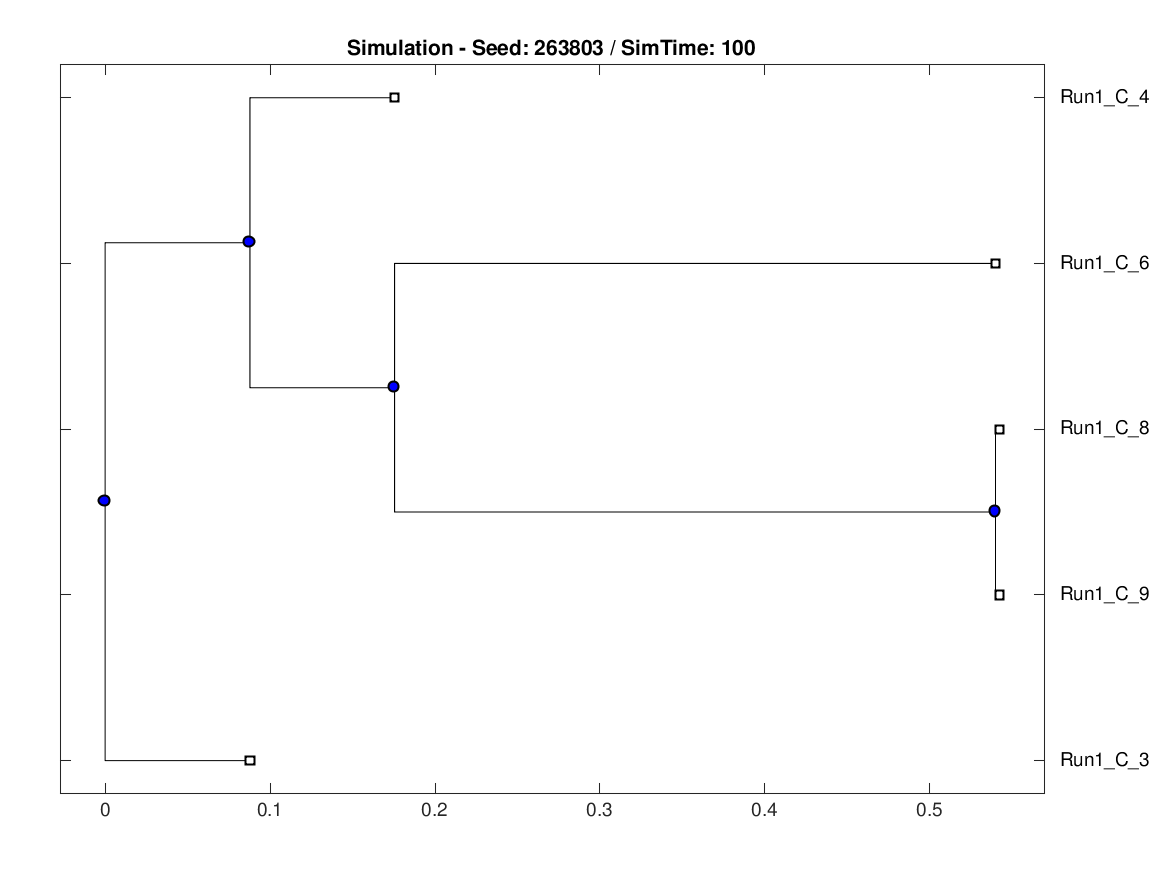 Simulation - Seed: 263803 / SimTime: 100
Run1_C_4
Run1_C_6
Run1_C_8
Run1_C_9
Run1_C_3
0 0.1 0.2 0.3 0.4 0.5